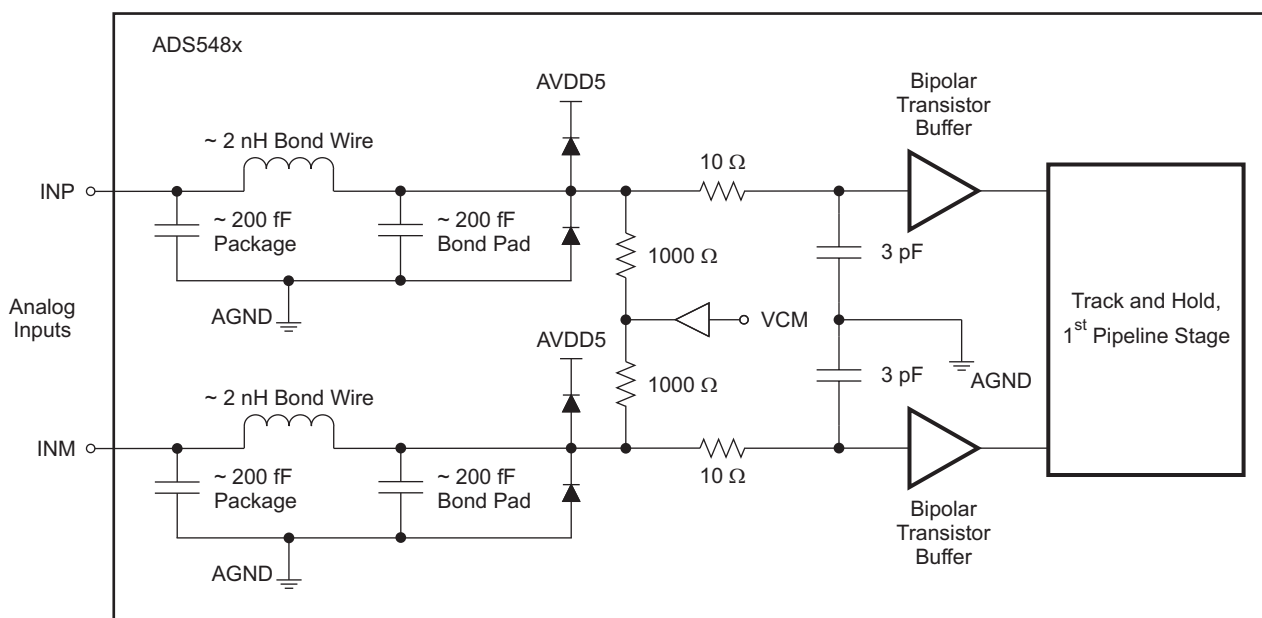 ADS548x
AVDD5
Bipolar
Transistor
Buffer
~ 2 nH Bond Wire
10 Ω
INP
~ 200 fF
Package
~ 200 fF
Bond Pad
1000 Ω
3 pF
Analog
Inputs
AGND
VCM
Track and Hold,
1st Pipeline Stage
AVDD5
1000 Ω
3 pF
AGND
~ 2 nH Bond Wire
INM
~ 200 fF
Package
~ 200 fF
Bond Pad
10 Ω
Bipolar
Transistor
Buffer
AGND